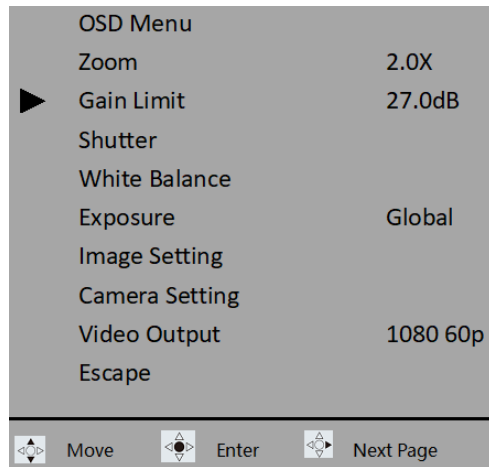 OSD Menu
Zoom 2.0X
Gain Limit 27.0dB
Shutter
White Balance
Exposure Global
Image Setting
Camera Setting
Video Output 1080 60p
Escape
Move Enter Next Page